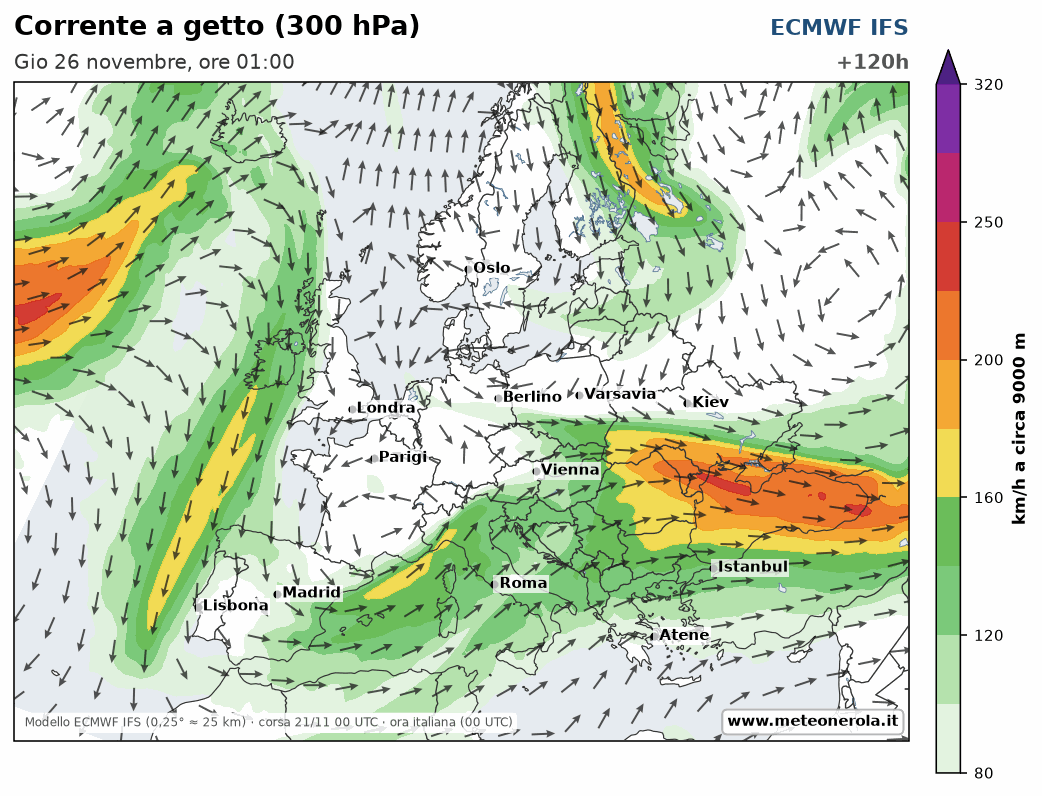 Corrente a getto (300 hPa)
ECMWF IFS
Gio 26 novembre, ore 01:00
+120h
320
250
200
160
120
80
km/h a circa 9000 m
Oslo
Berlino
Varsavia
Kiev
Londra
Parigi
Vienna
Istanbul
Roma
Madrid
Lisbona
Atene
Modello ECMWF IFS (0,25° ≈ 25 km) · corsa 21/11 00 UTC · ora italiana (00 UTC)
www.meteonerola.it